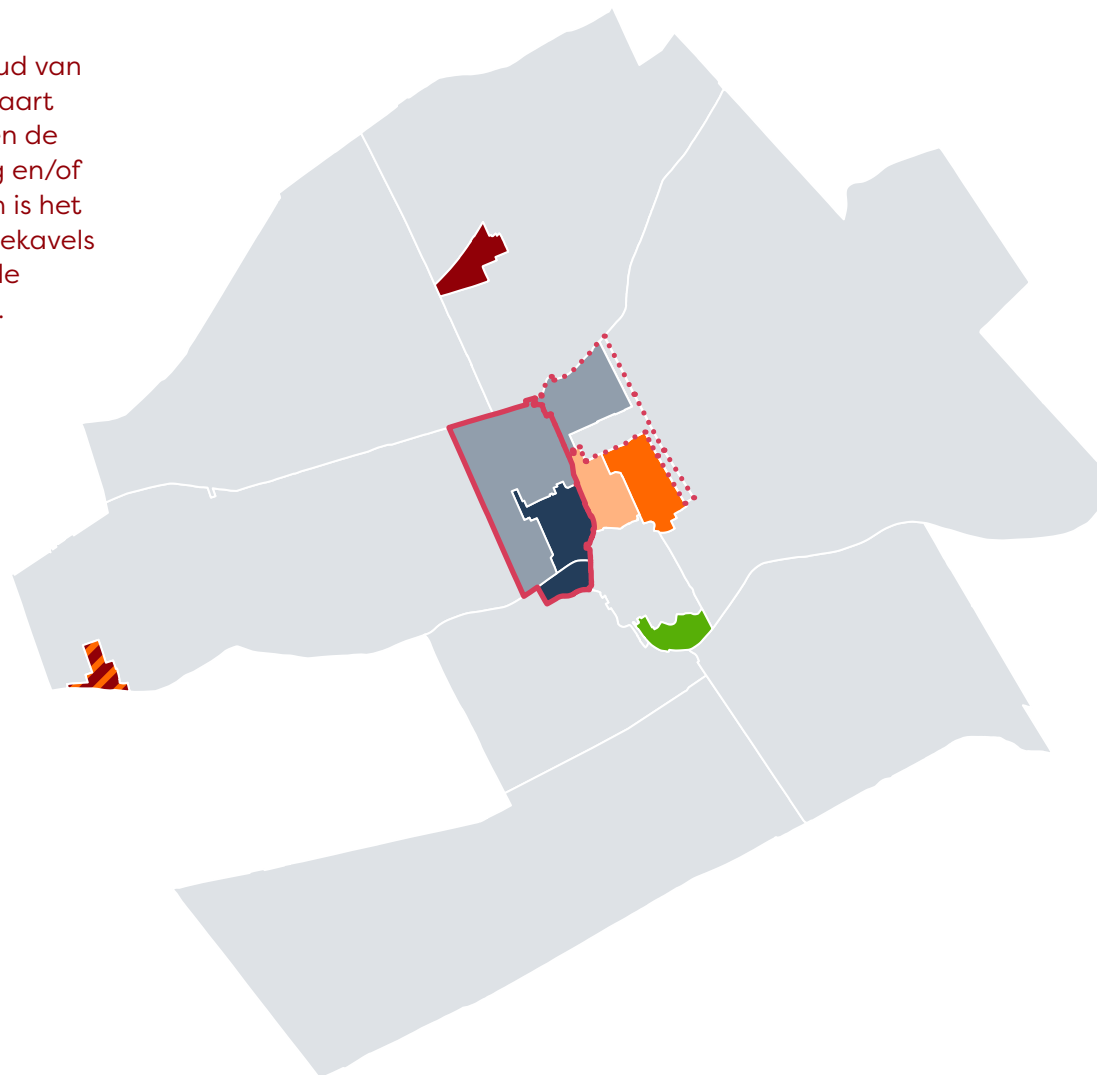 ud van
aart
n de
g en/of
n is het
ekavels
le
.